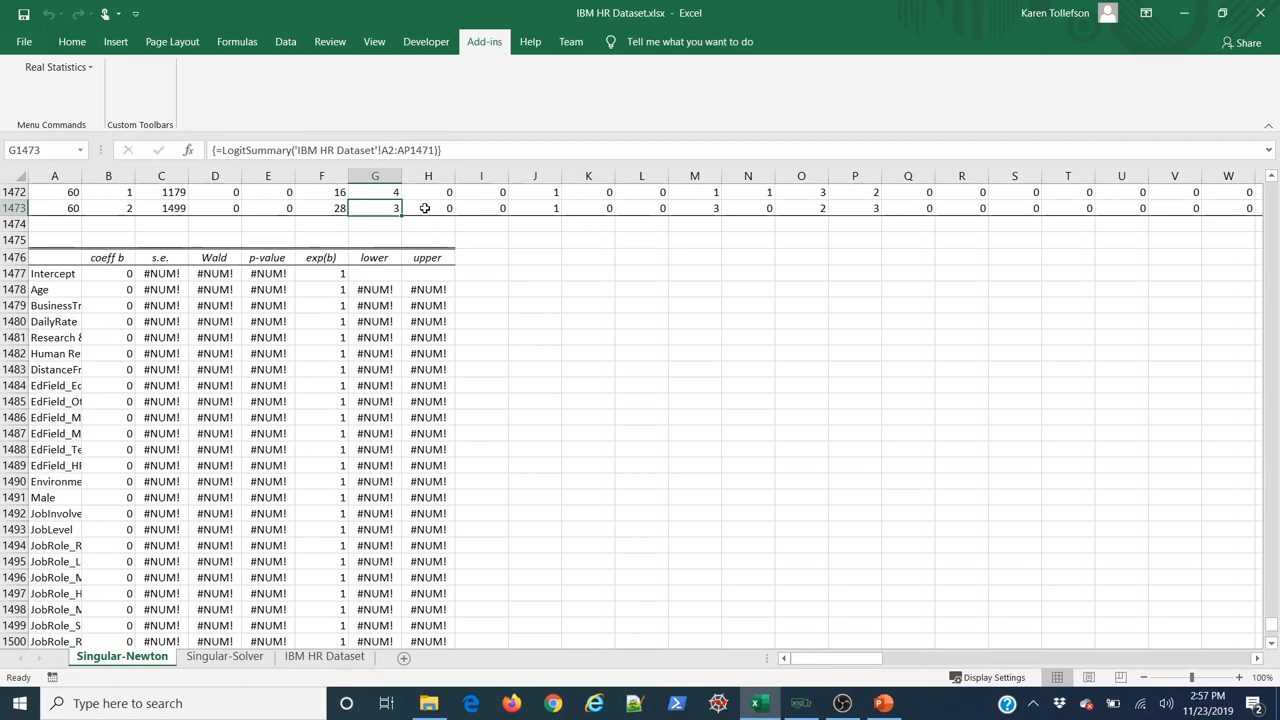 IBM HR Dataset.xlsx - Excel
Karen Tollefson
File Home Insert Page Layout Formulas Data Review View Developer Add-ins Help Team Tell me what you want to do Share
Real Statistics
Menu Commands Custom Toolbars
G1473 fx {=LogitSummary('IBM HR Dataset'!A2:AP1471)}
A B C D E F G H I J K L M N O P Q R S T U V W
1472 60 1 1179 0 0 16 4 0 0 1 0 0 1 1 3 2 0 0 0 0 0 0 0
1473 60 2 1499 0 0 28 3 0 0 1 0 0 3 0 2 3 0 0 0 0 0 0 0
1474
1475
1476 coeff b s.e. Wald p-value exp(b) lower upper
1477 Intercept 0 #NUM! #NUM! #NUM! 1
1478 Age 0 #NUM! #NUM! #NUM! 1 #NUM! #NUM!
1479 BusinessTr 0 #NUM! #NUM! #NUM! 1 #NUM! #NUM!
1480 DailyRate 0 #NUM! #NUM! #NUM! 1 #NUM! #NUM!
1481 Research & 0 #NUM! #NUM! #NUM! 1 #NUM! #NUM!
1482 Human Re 0 #NUM! #NUM! #NUM! 1 #NUM! #NUM!
1483 DistanceFr 0 #NUM! #NUM! #NUM! 1 #NUM! #NUM!
1484 EdField_Ed 0 #NUM! #NUM! #NUM! 1 #NUM! #NUM!
1485 EdField_Ot 0 #NUM! #NUM! #NUM! 1 #NUM! #NUM!
1486 EdField_M 0 #NUM! #NUM! #NUM! 1 #NUM! #NUM!
1487 EdField_M 0 #NUM! #NUM! #NUM! 1 #NUM! #NUM!
1488 EdField_Te 0 #NUM! #NUM! #NUM! 1 #NUM! #NUM!
1489 EdField_HR 0 #NUM! #NUM! #NUM! 1 #NUM! #NUM!
1490 Environme 0 #NUM! #NUM! #NUM! 1 #NUM! #NUM!
1491 Male 0 #NUM! #NUM! #NUM! 1 #NUM! #NUM!
1492 JobInvolve 0 #NUM! #NUM! #NUM! 1 #NUM! #NUM!
1493 JobLevel 0 #NUM! #NUM! #NUM! 1 #NUM! #NUM!
1494 JobRole_R 0 #NUM! #NUM! #NUM! 1 #NUM! #NUM!
1495 JobRole_L 0 #NUM! #NUM! #NUM! 1 #NUM! #NUM!
1496 JobRole_M 0 #NUM! #NUM! #NUM! 1 #NUM! #NUM!
1497 JobRole_H 0 #NUM! #NUM! #NUM! 1 #NUM! #NUM!
1498 JobRole_M 0 #NUM! #NUM! #NUM! 1 #NUM! #NUM!
1499 JobRole_S 0 #NUM! #NUM! #NUM! 1 #NUM! #NUM!
1500 JobRole_R 0 #NUM! #NUM! #NUM! 1 #NUM! #NUM!
Singular-Newton Singular-Solver IBM HR Dataset
Ready Display Settings 100%
Type here to search
2:57 PM
11/23/2019
2